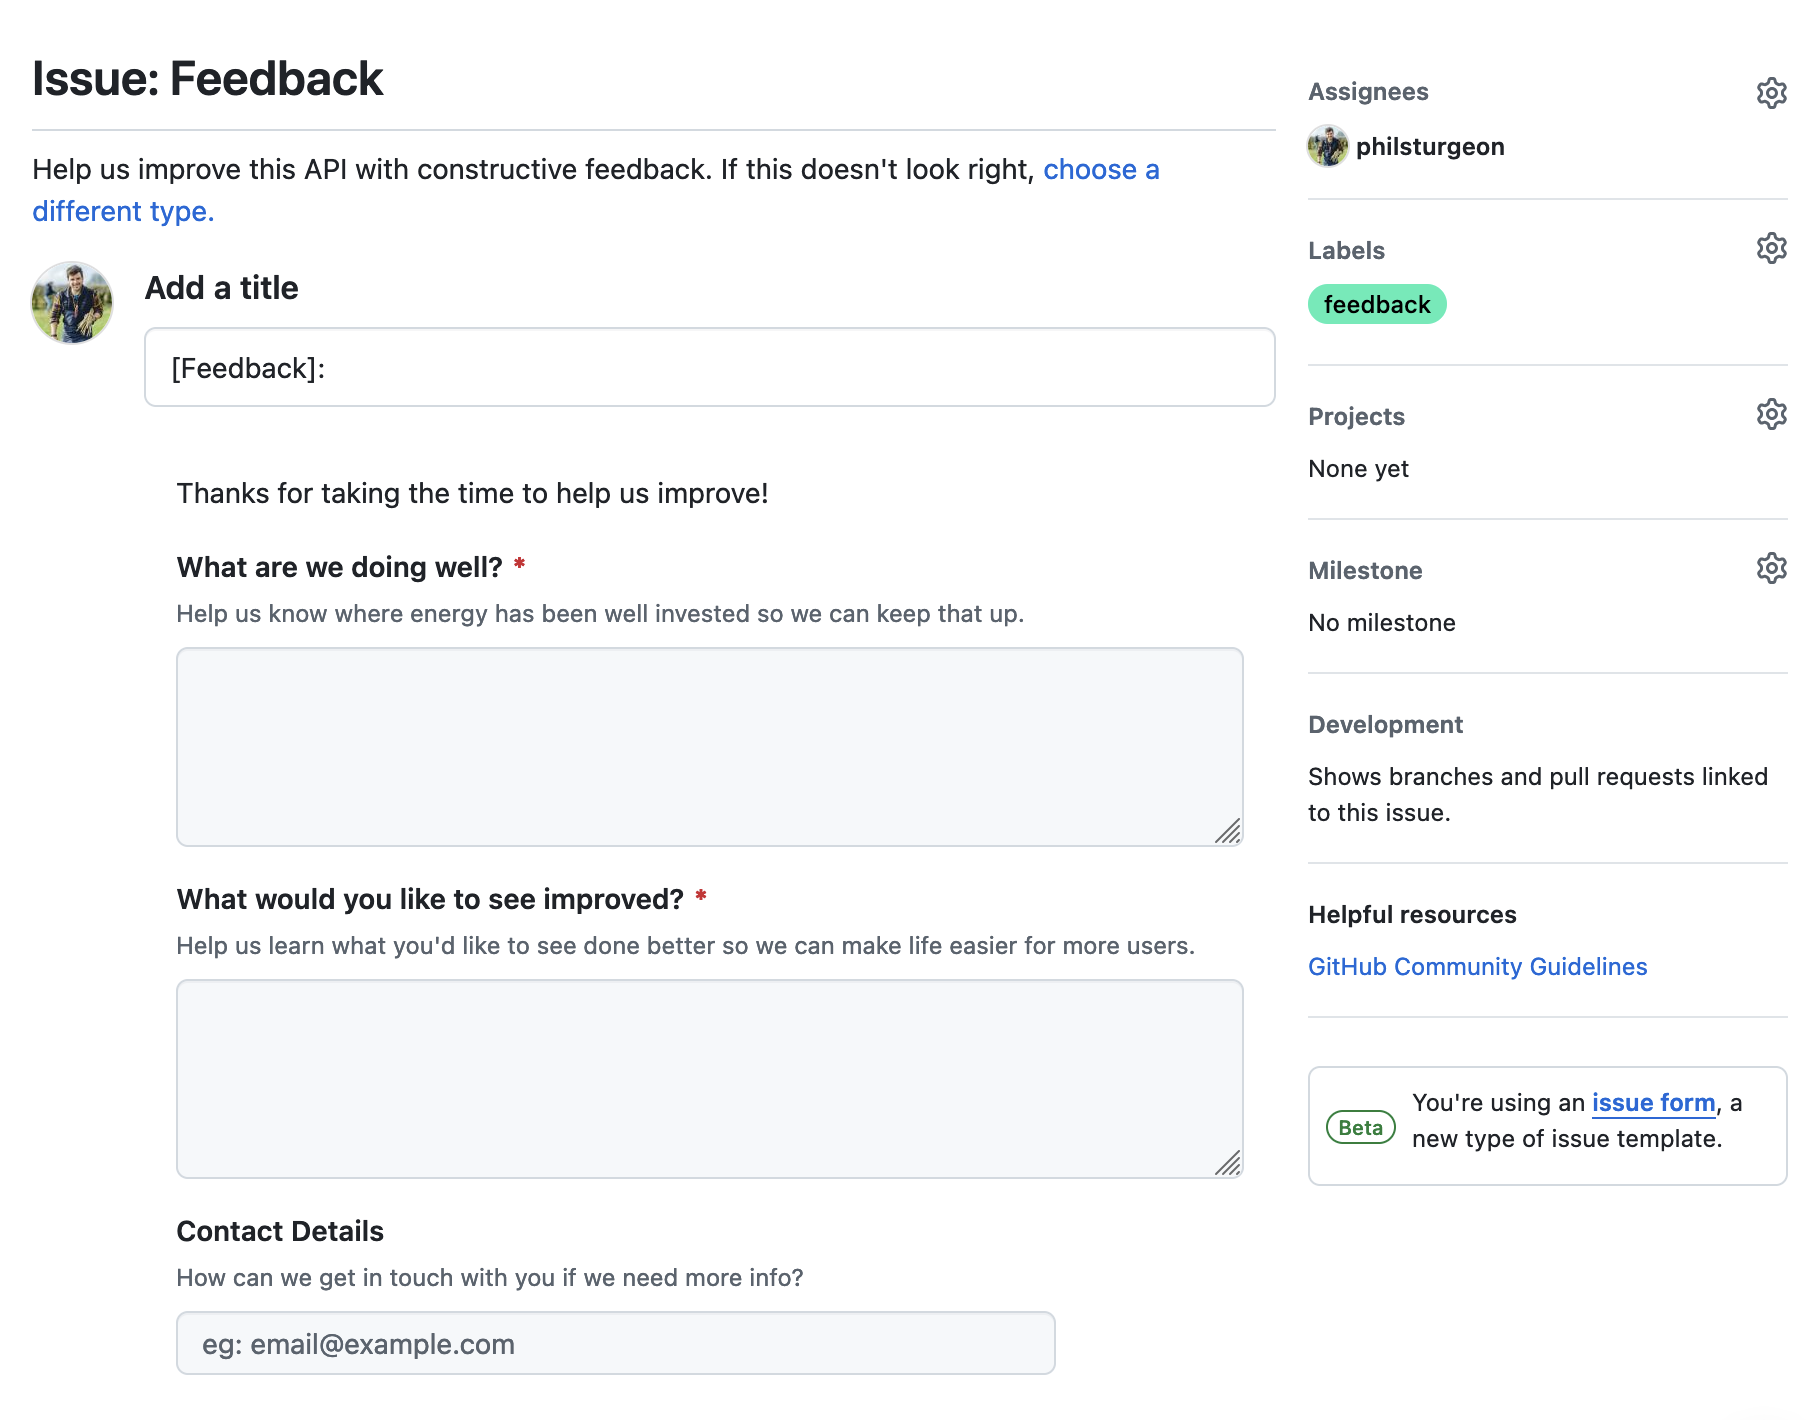 Issue: Feedback
Help us improve this API with constructive feedback. If this doesn't look right, choose a
different type.
Add a title
[Feedback]:
Thanks for taking the time to help us improve!
What are we doing well? *
Help us know where energy has been well invested so we can keep that up.
What would you like to see improved? *
Help us learn what you'd like to see done better so we can make life easier for more users.
Contact Details
How can we get in touch with you if we need more info?
eg: email@example.com
Assignees
philsturgeon
Labels
feedback
Projects
None yet
Milestone
No milestone
Development
Shows branches and pull requests linked
to this issue.
Helpful resources
GitHub Community Guidelines
Beta
You're using an issue form, a
new type of issue template.